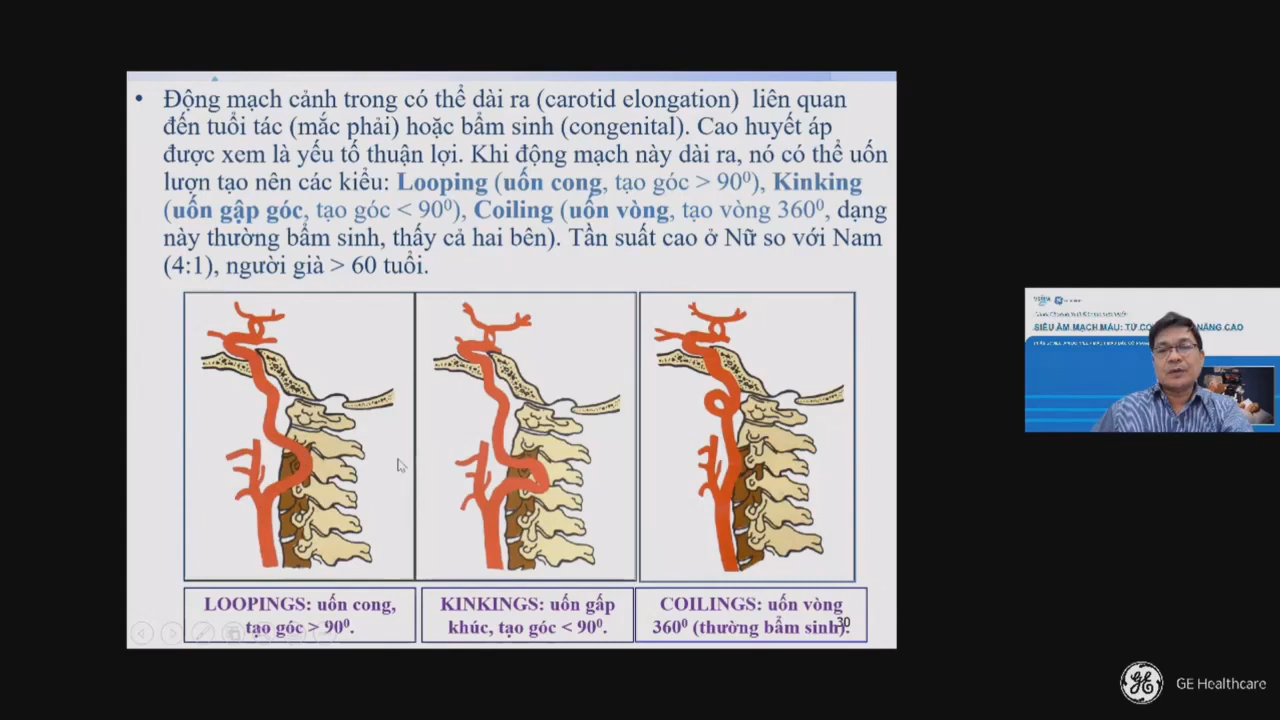 • Động mạch cảnh trong có thể dài ra (carotid elongation) liên quan
đến tuổi tác (mắc phải) hoặc bẩm sinh (congenital). Cao huyết áp
được xem là yếu tố thuận lợi. Khi động mạch này dài ra, nó có thể uốn
lượn tạo nên các kiểu: Looping (uốn cong, tạo góc > 90⁰), Kinking
(uốn gập góc, tạo góc < 90⁰), Coiling (uốn vòng, tạo vòng 360⁰, dạng
này thường bẩm sinh, thấy cả hai bên). Tần suất cao ở Nữ so với Nam
(4:1), người già > 60 tuổi.
LOOPINGS: uốn cong,
tạo góc > 90⁰.
KINKINGS: uốn gấp
khúc, tạo góc < 90⁰.
COILINGS: uốn vòng
360⁰ (thường bẩm sinh).
30
SIÊU ÂM MẠCH MÁU: TỪ
NÂNG CAO
GE Healthcare